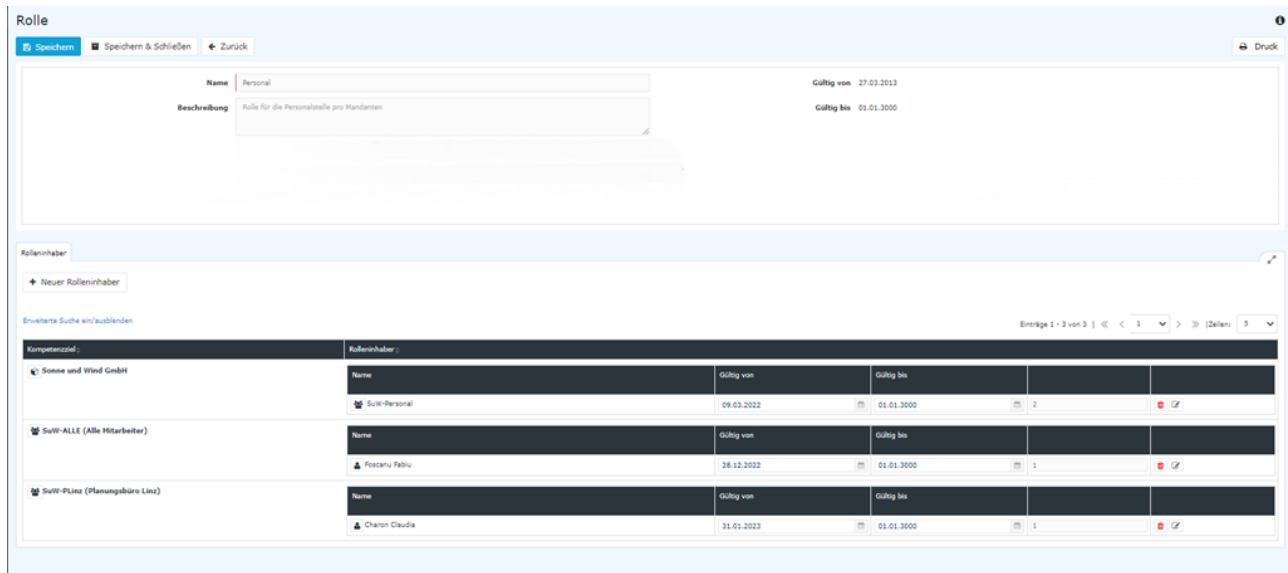 Rolle
Speichern Speichern & Schließen Zurück Druck
Name Personal Gültig von 27.03.2013
Beschreibung Rolle für die Personalstelle pro Mandanten Gültig bis 01.01.3000
Rolleninhaber
+ Neuer Rolleninhaber
Erweiterte Suche ein/ausblenden Einträge 1 - 3 von 3 | « < 1 > » |Zeilen: 5
Kompetenzziel Rolleninhaber
Sonne und Wind GmbH Name Gültig von Gültig bis
SuW-Personal 09.03.2022 01.01.3000 2
SuW-ALLE (Alle Mitarbeiter) Name Gültig von Gültig bis
Foscanu Fabiu 28.12.2022 01.01.3000 1
SuW-PLinz (Planungsbüro Linz) Name Gültig von Gültig bis
Charon Claudia 31.01.2023 01.01.3000 1